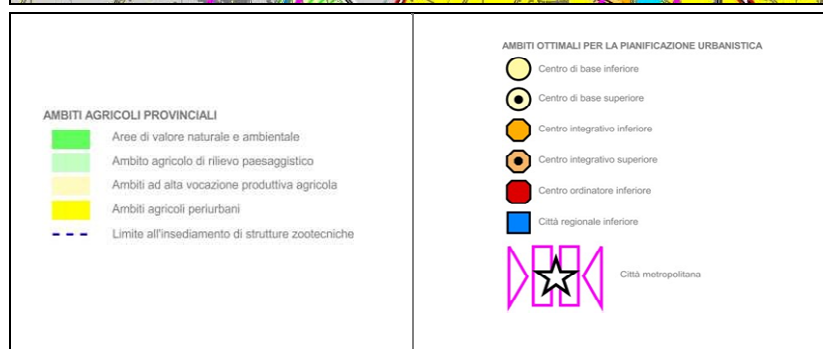 AMBITI AGRICOLI PROVINCIALI
Aree di valore naturale e ambientale
Ambito agricolo di rilievo paesaggistico
Ambiti ad alta vocazione produttiva agricola
Ambiti agricoli periurbani
Limite all'insediamento di strutture zootecniche
AMBITI OTTIMALI PER LA PIANIFICAZIONE URBANISTICA
Centro di base inferiore
Centro di base superiore
Centro integrativo inferiore
Centro integrativo superiore
Centro ordinatore inferiore
Città regionale inferiore
Città metropolitana